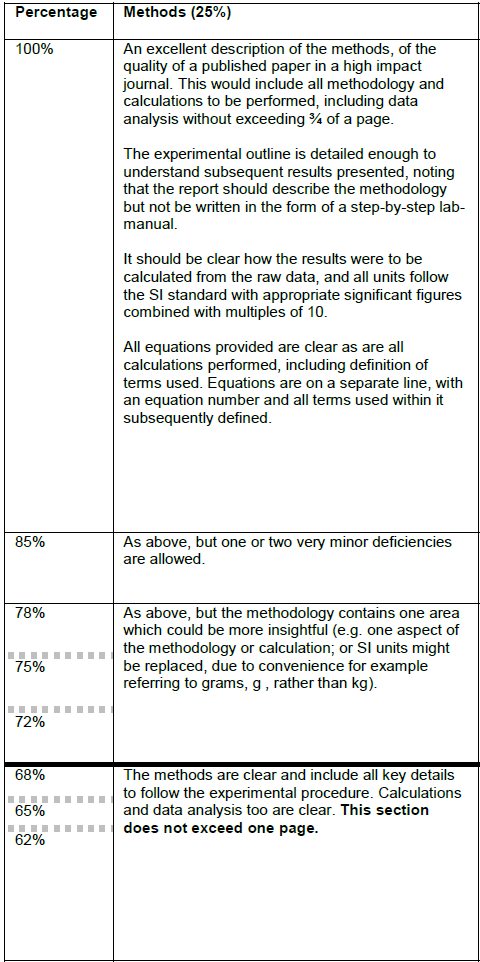 Percentage Methods (25%)
100% An excellent description of the methods, of the
quality of a published paper in a high impact
journal. This would include all methodology and
calculations to be performed, including data
analysis without exceeding ¾ of a page.
The experimental outline is detailed enough to
understand subsequent results presented, noting
that the report should describe the methodology
but not be written in the form of a step-by-step lab-
manual.
It should be clear how the results were to be
calculated from the raw data, and all units follow
the SI standard with appropriate significant figures
combined with multiples of 10.
All equations provided are clear as are all
calculations performed, including definition of
terms used. Equations are on a separate line, with
an equation number and all terms used within it
subsequently defined.
85% As above, but one or two very minor deficiencies
are allowed.
78% As above, but the methodology contains one area
which could be more insightful (e.g. one aspect of
the methodology or calculation; or SI units might
75% be replaced, due to convenience for example
referring to grams, g , rather than kg).
72%
68% The methods are clear and include all key details
to follow the experimental procedure. Calculations
65% and data analysis too are clear. This section
does not exceed one page.
62%